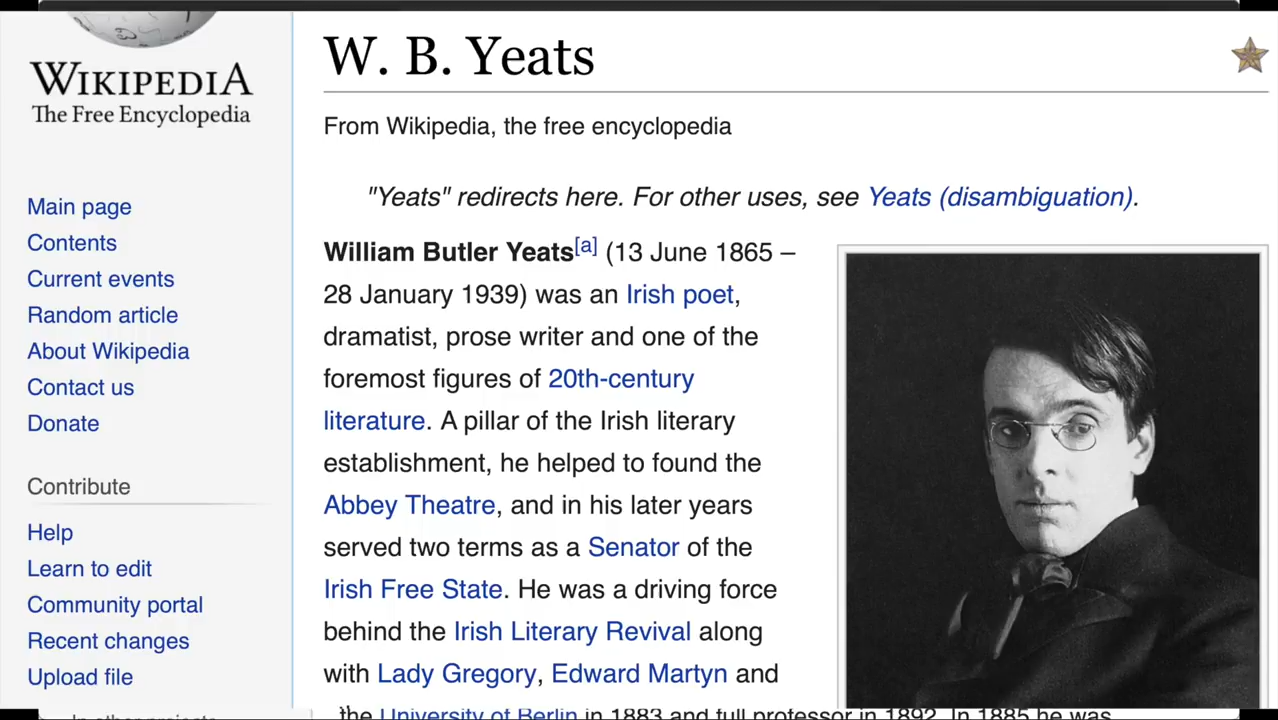 WIKIPEDIA
The Free Encyclopedia
Main page
Contents
Current events
Random article
About Wikipedia
Contact us
Donate
Contribute
Help
Learn to edit
Community portal
Recent changes
Upload file
In other projects
W. B. Yeats
From Wikipedia, the free encyclopedia
"Yeats" redirects here. For other uses, see Yeats (disambiguation).
William Butler Yeats[a] (13 June 1865 –
28 January 1939) was an Irish poet,
dramatist, prose writer and one of the
foremost figures of 20th-century
literature. A pillar of the Irish literary
establishment, he helped to found the
Abbey Theatre, and in his later years
served two terms as a Senator of the
Irish Free State. He was a driving force
behind the Irish Literary Revival along
with Lady Gregory, Edward Martyn and
the University of Berlin in 1883 and full professor in 1892. In 1885 he was